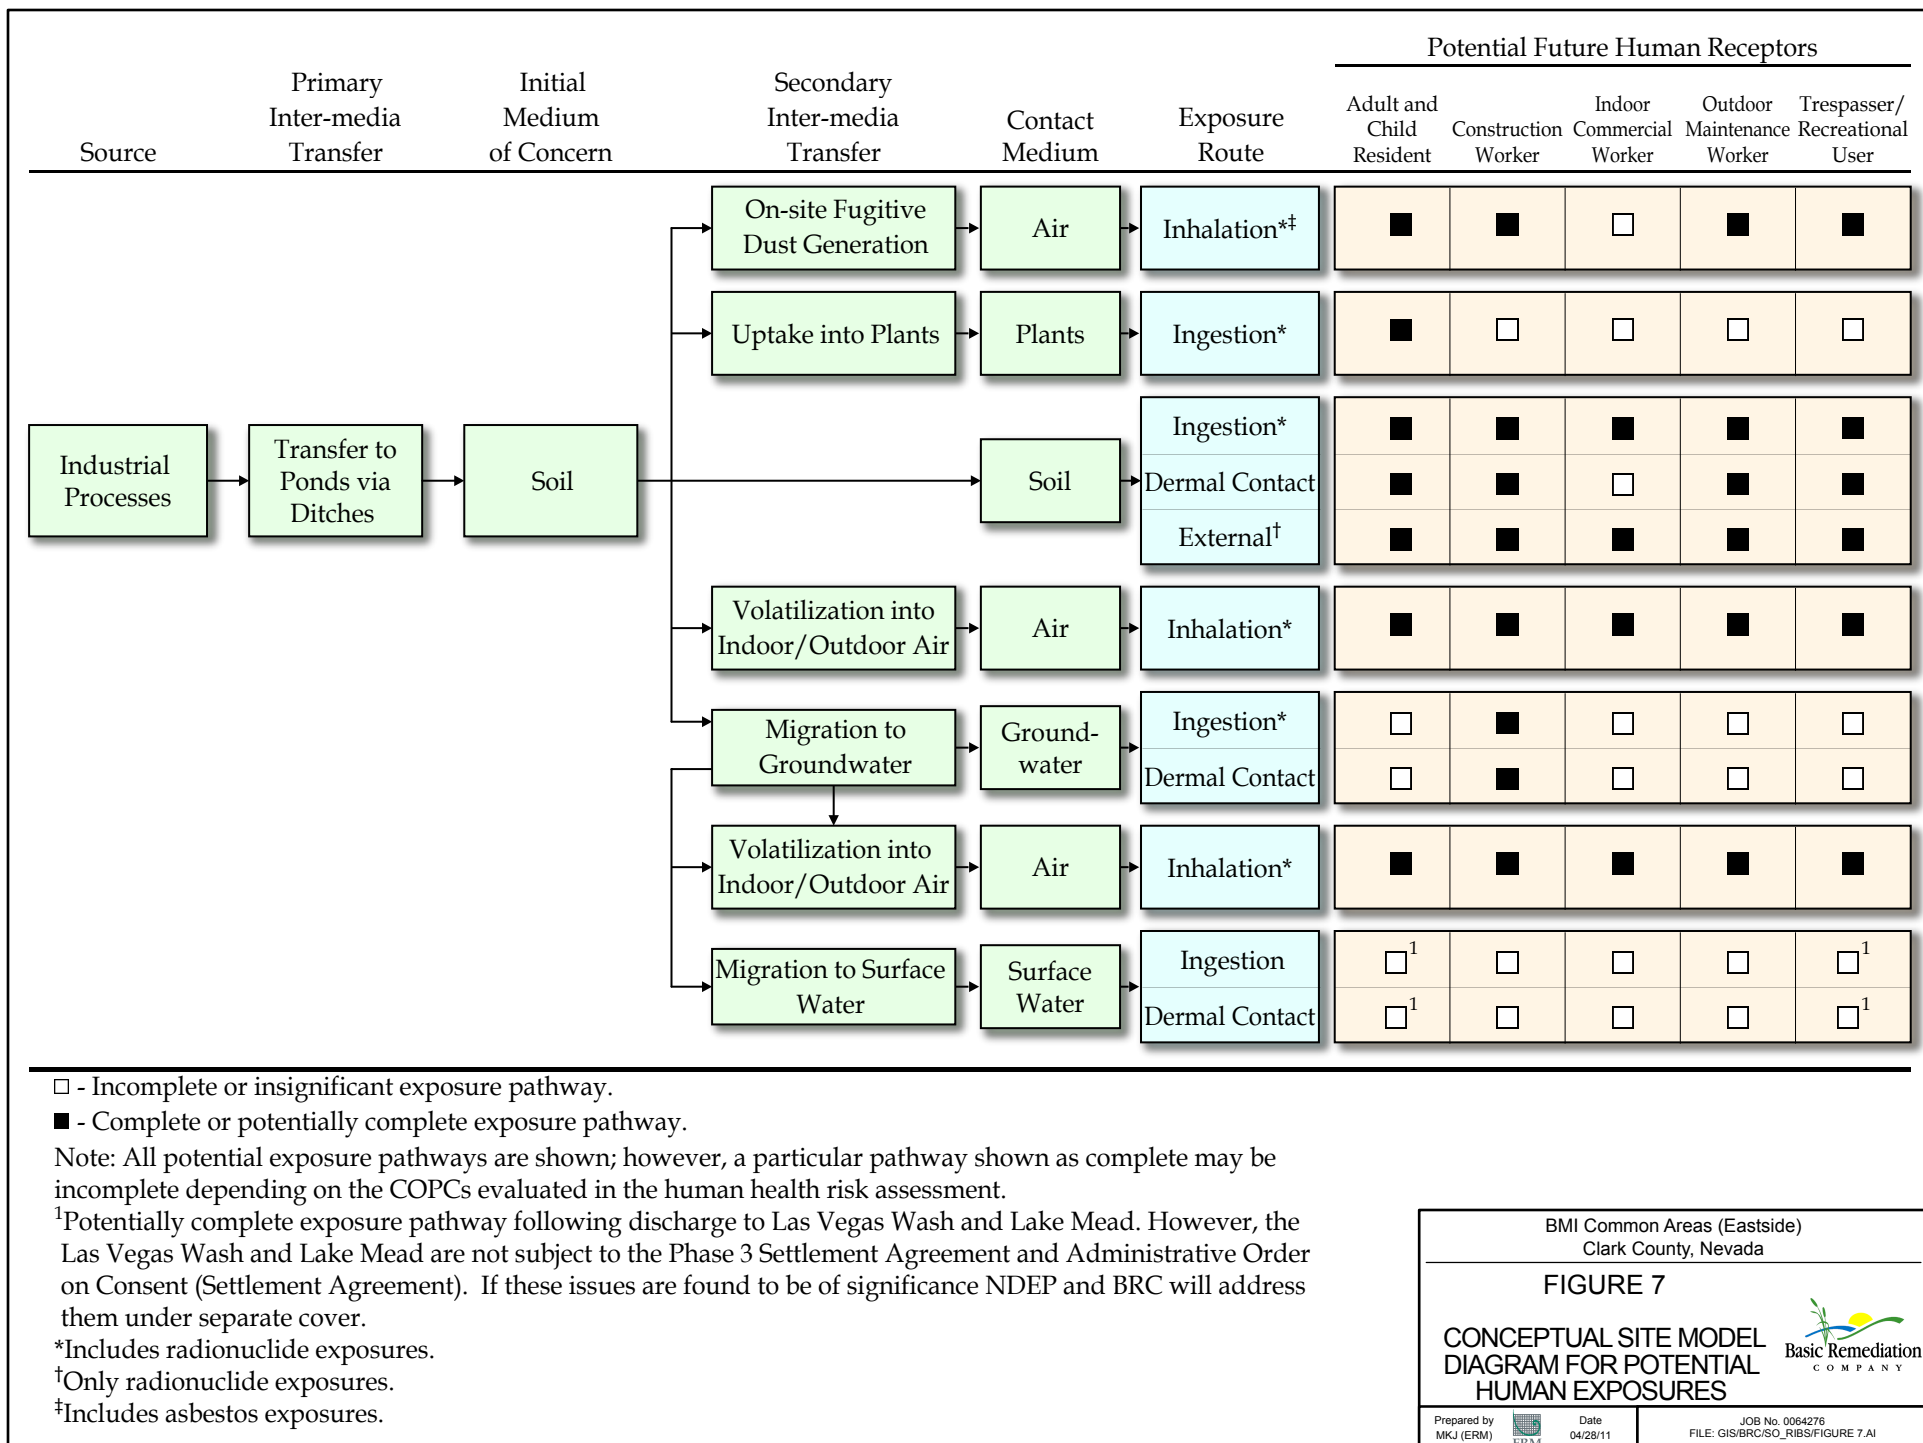 Potential Future Human Receptors
Source
Primary
Inter-media
Transfer
Initial
Medium
of Concern
Secondary
Inter-media
Transfer
Contact
Medium
Exposure
Route
Adult and
Child
Resident
Construction
Worker
Indoor
Commercial
Worker
Outdoor
Maintenance
Worker
Trespasser/
Recreational
User
On-site Fugitive
Dust Generation
Air
Inhalation*‡
Uptake into Plants
Plants
Ingestion*
Industrial
Processes
Transfer to
Ponds via
Ditches
Soil
Soil
Ingestion*
Dermal Contact
External†
Volatilization into
Indoor/Outdoor Air
Air
Inhalation*
Migration to
Groundwater
Ground-
water
Ingestion*
Dermal Contact
Volatilization into
Indoor/Outdoor Air
Air
Inhalation*
Migration to Surface
Water
Surface
Water
Ingestion
□1 □ □ □ □1
Dermal Contact
□1 □ □ □ □1
□ - Incomplete or insignificant exposure pathway.
■ - Complete or potentially complete exposure pathway.
Note: All potential exposure pathways are shown; however, a particular pathway shown as complete may be
incomplete depending on the COPCs evaluated in the human health risk assessment.
1Potentially complete exposure pathway following discharge to Las Vegas Wash and Lake Mead. However, the
Las Vegas Wash and Lake Mead are not subject to the Phase 3 Settlement Agreement and Administrative Order
on Consent (Settlement Agreement). If these issues are found to be of significance NDEP and BRC will address
them under separate cover.
*Includes radionuclide exposures.
†Only radionuclide exposures.
‡Includes asbestos exposures.
BMI Common Areas (Eastside)
Clark County, Nevada
FIGURE 7
CONCEPTUAL SITE MODEL
DIAGRAM FOR POTENTIAL
HUMAN EXPOSURES
Basic Remediation
COMPANY
Prepared by
MKJ (ERM)
ERM
Date
04/28/11
JOB No. 0064276
FILE: GIS/BRC/SO_RIBS/FIGURE 7.AI